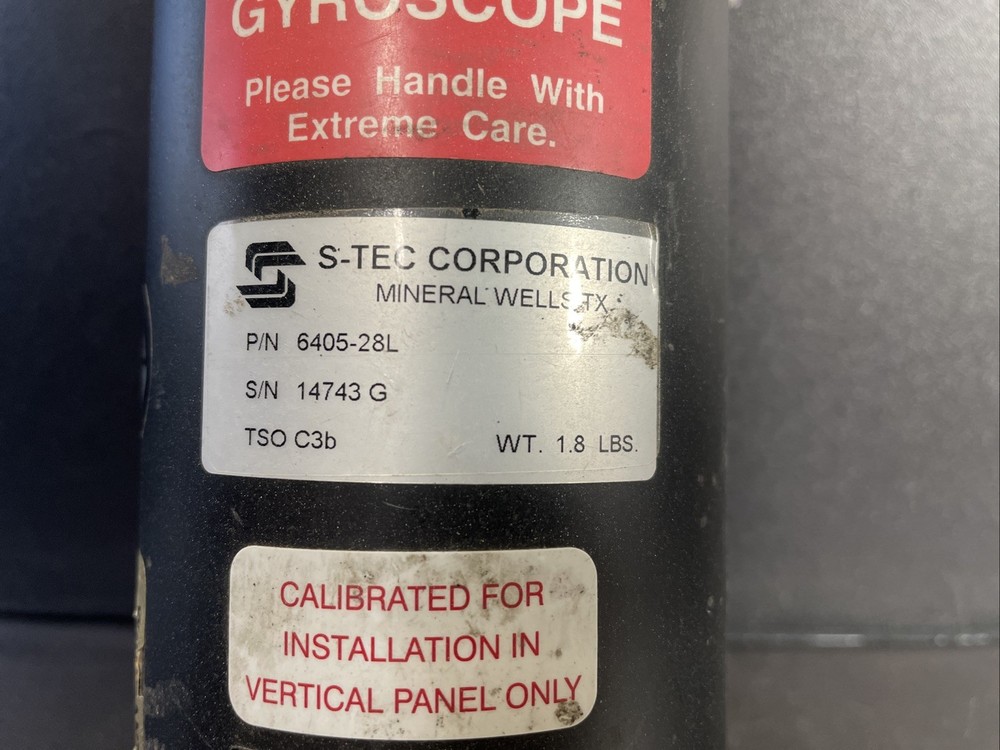 GYROSCOPE
Please Handle With
Extreme Care.
S-TEC CORPORATION
MINERAL WELLS, TX.
P/N 6405-28L
S/N 14743 G
TSO C3b WT. 1.8 LBS.
CALIBRATED FOR
INSTALLATION IN
VERTICAL PANEL ONLY